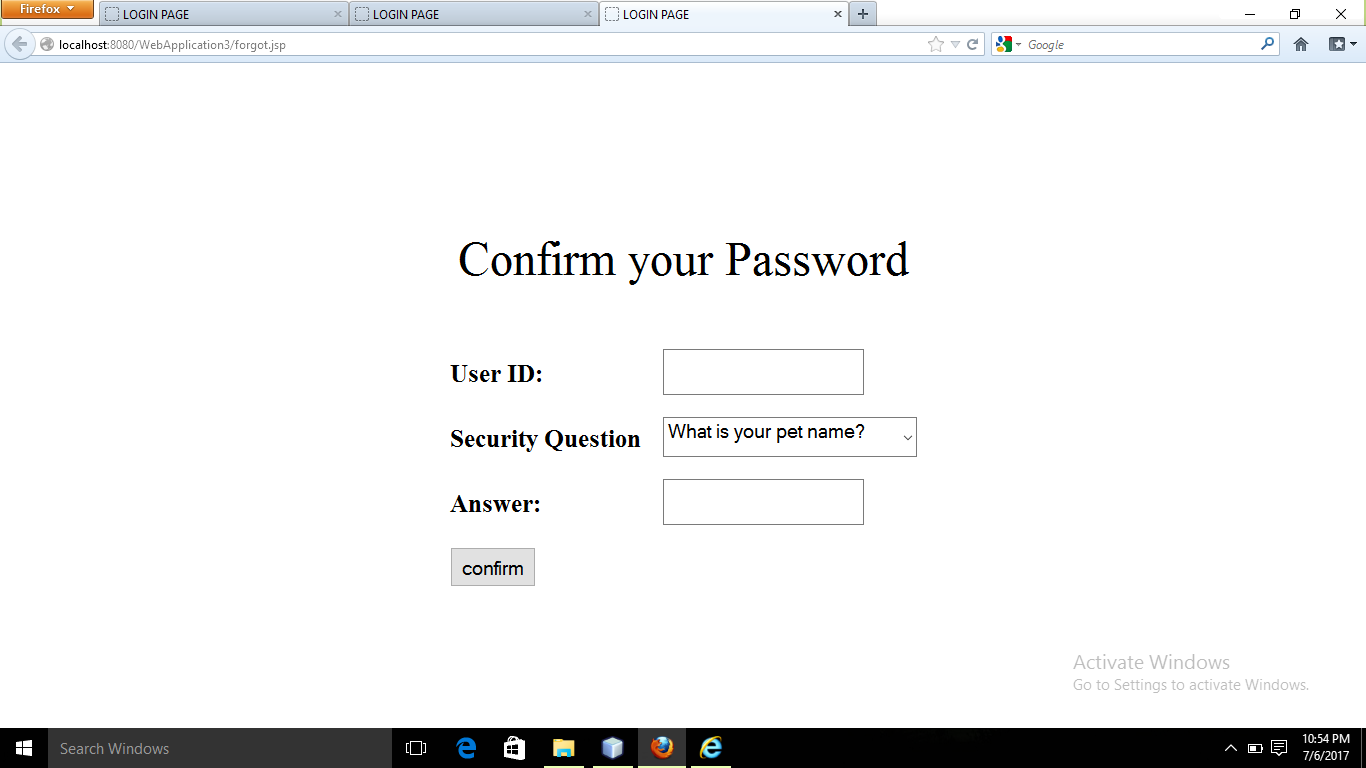 Firefox
LOGIN PAGE
LOGIN PAGE
LOGIN PAGE
localhost:8080/WebApplication3/forgot.jsp
Google
Confirm your Password
User ID:
Security Question
What is your pet name?
Answer:
confirm
Activate Windows
Go to Settings to activate Windows.
Search Windows
10:54 PM
7/6/2017